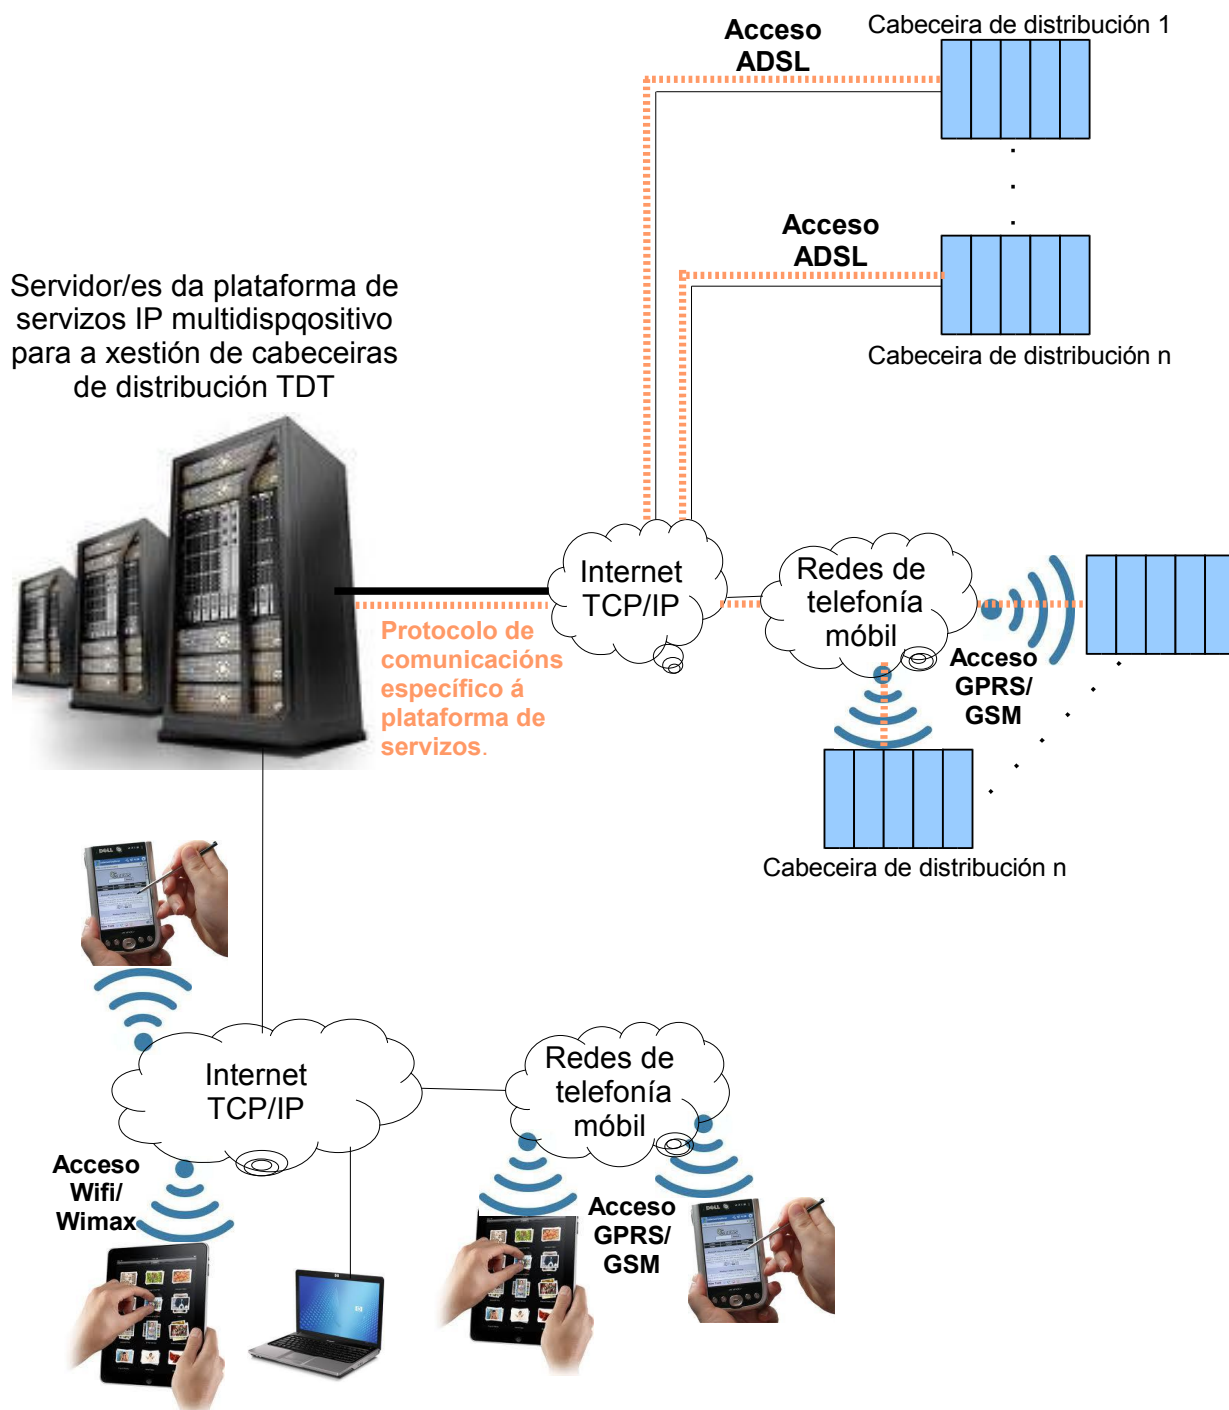 Acceso
ADSL
Cabeceira de distribución 1
Acceso
ADSL
Cabeceira de distribución n
Servidor/es da plataforma de
servizos IP multidispqositivo
para a xestión de cabeceiras
de distribución TDT
Internet
TCP/IP
Redes de
telefonía
móbil
Protocolo de
comunicacións
específico á
plataforma de
servizos.
Acceso
GPRS/
GSM
Cabeceira de distribución n
DELL
Internet
TCP/IP
Redes de
telefonía
móbil
Acceso
Wifi/
Wimax
Acceso
GPRS/
GSM
DELL